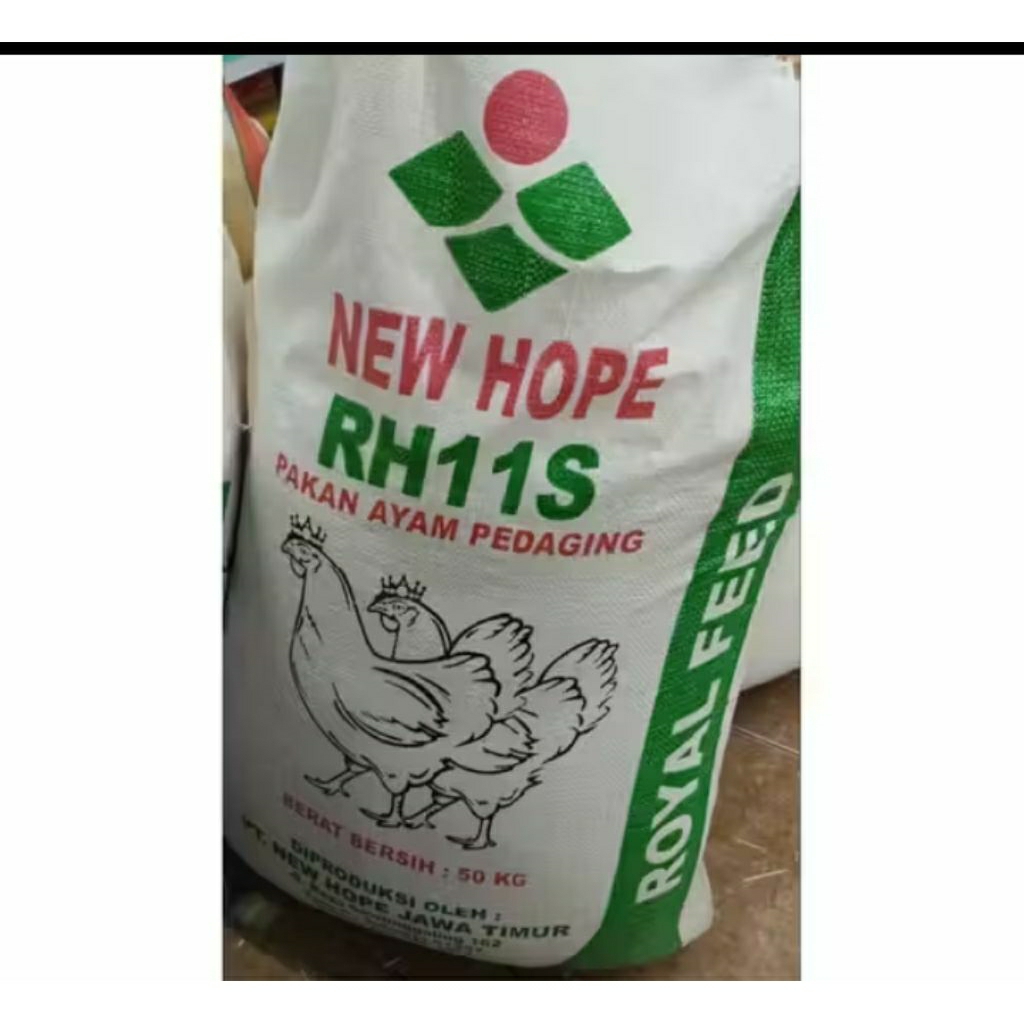 NEW HOPE
RH11S
PAKAN AYAM PEDAGING
BERAT BERSIH : 50 KG
DIPRODUKSI OLEH :
PT. NEW HOPE JAWA TIMUR
162
ROYAL FEED